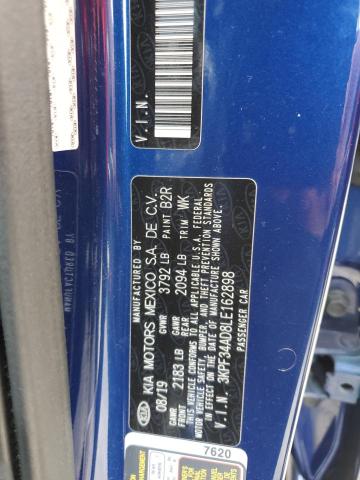 V.I.N.
KIA
MANUFACTURED BY
KIA MOTORS MEXICO S.A. DE C.V.
08/19 GVWR 3792 LB PAINT B2R
GAWR FRONT 2183 LB GAWR REAR 2094 LB TRIM WK
THIS VEHICLE CONFORMS TO ALL APPLICABLE U.S.A. FEDERAL
MOTOR VEHICLE SAFETY, BUMPER, AND THEFT PREVENTION STANDARDS
IN EFFECT ON THE DATE OF MANUFACTURE SHOWN ABOVE.
V.I.N. 3KPF34AD8LE162898
PASSENGER CAR
7620